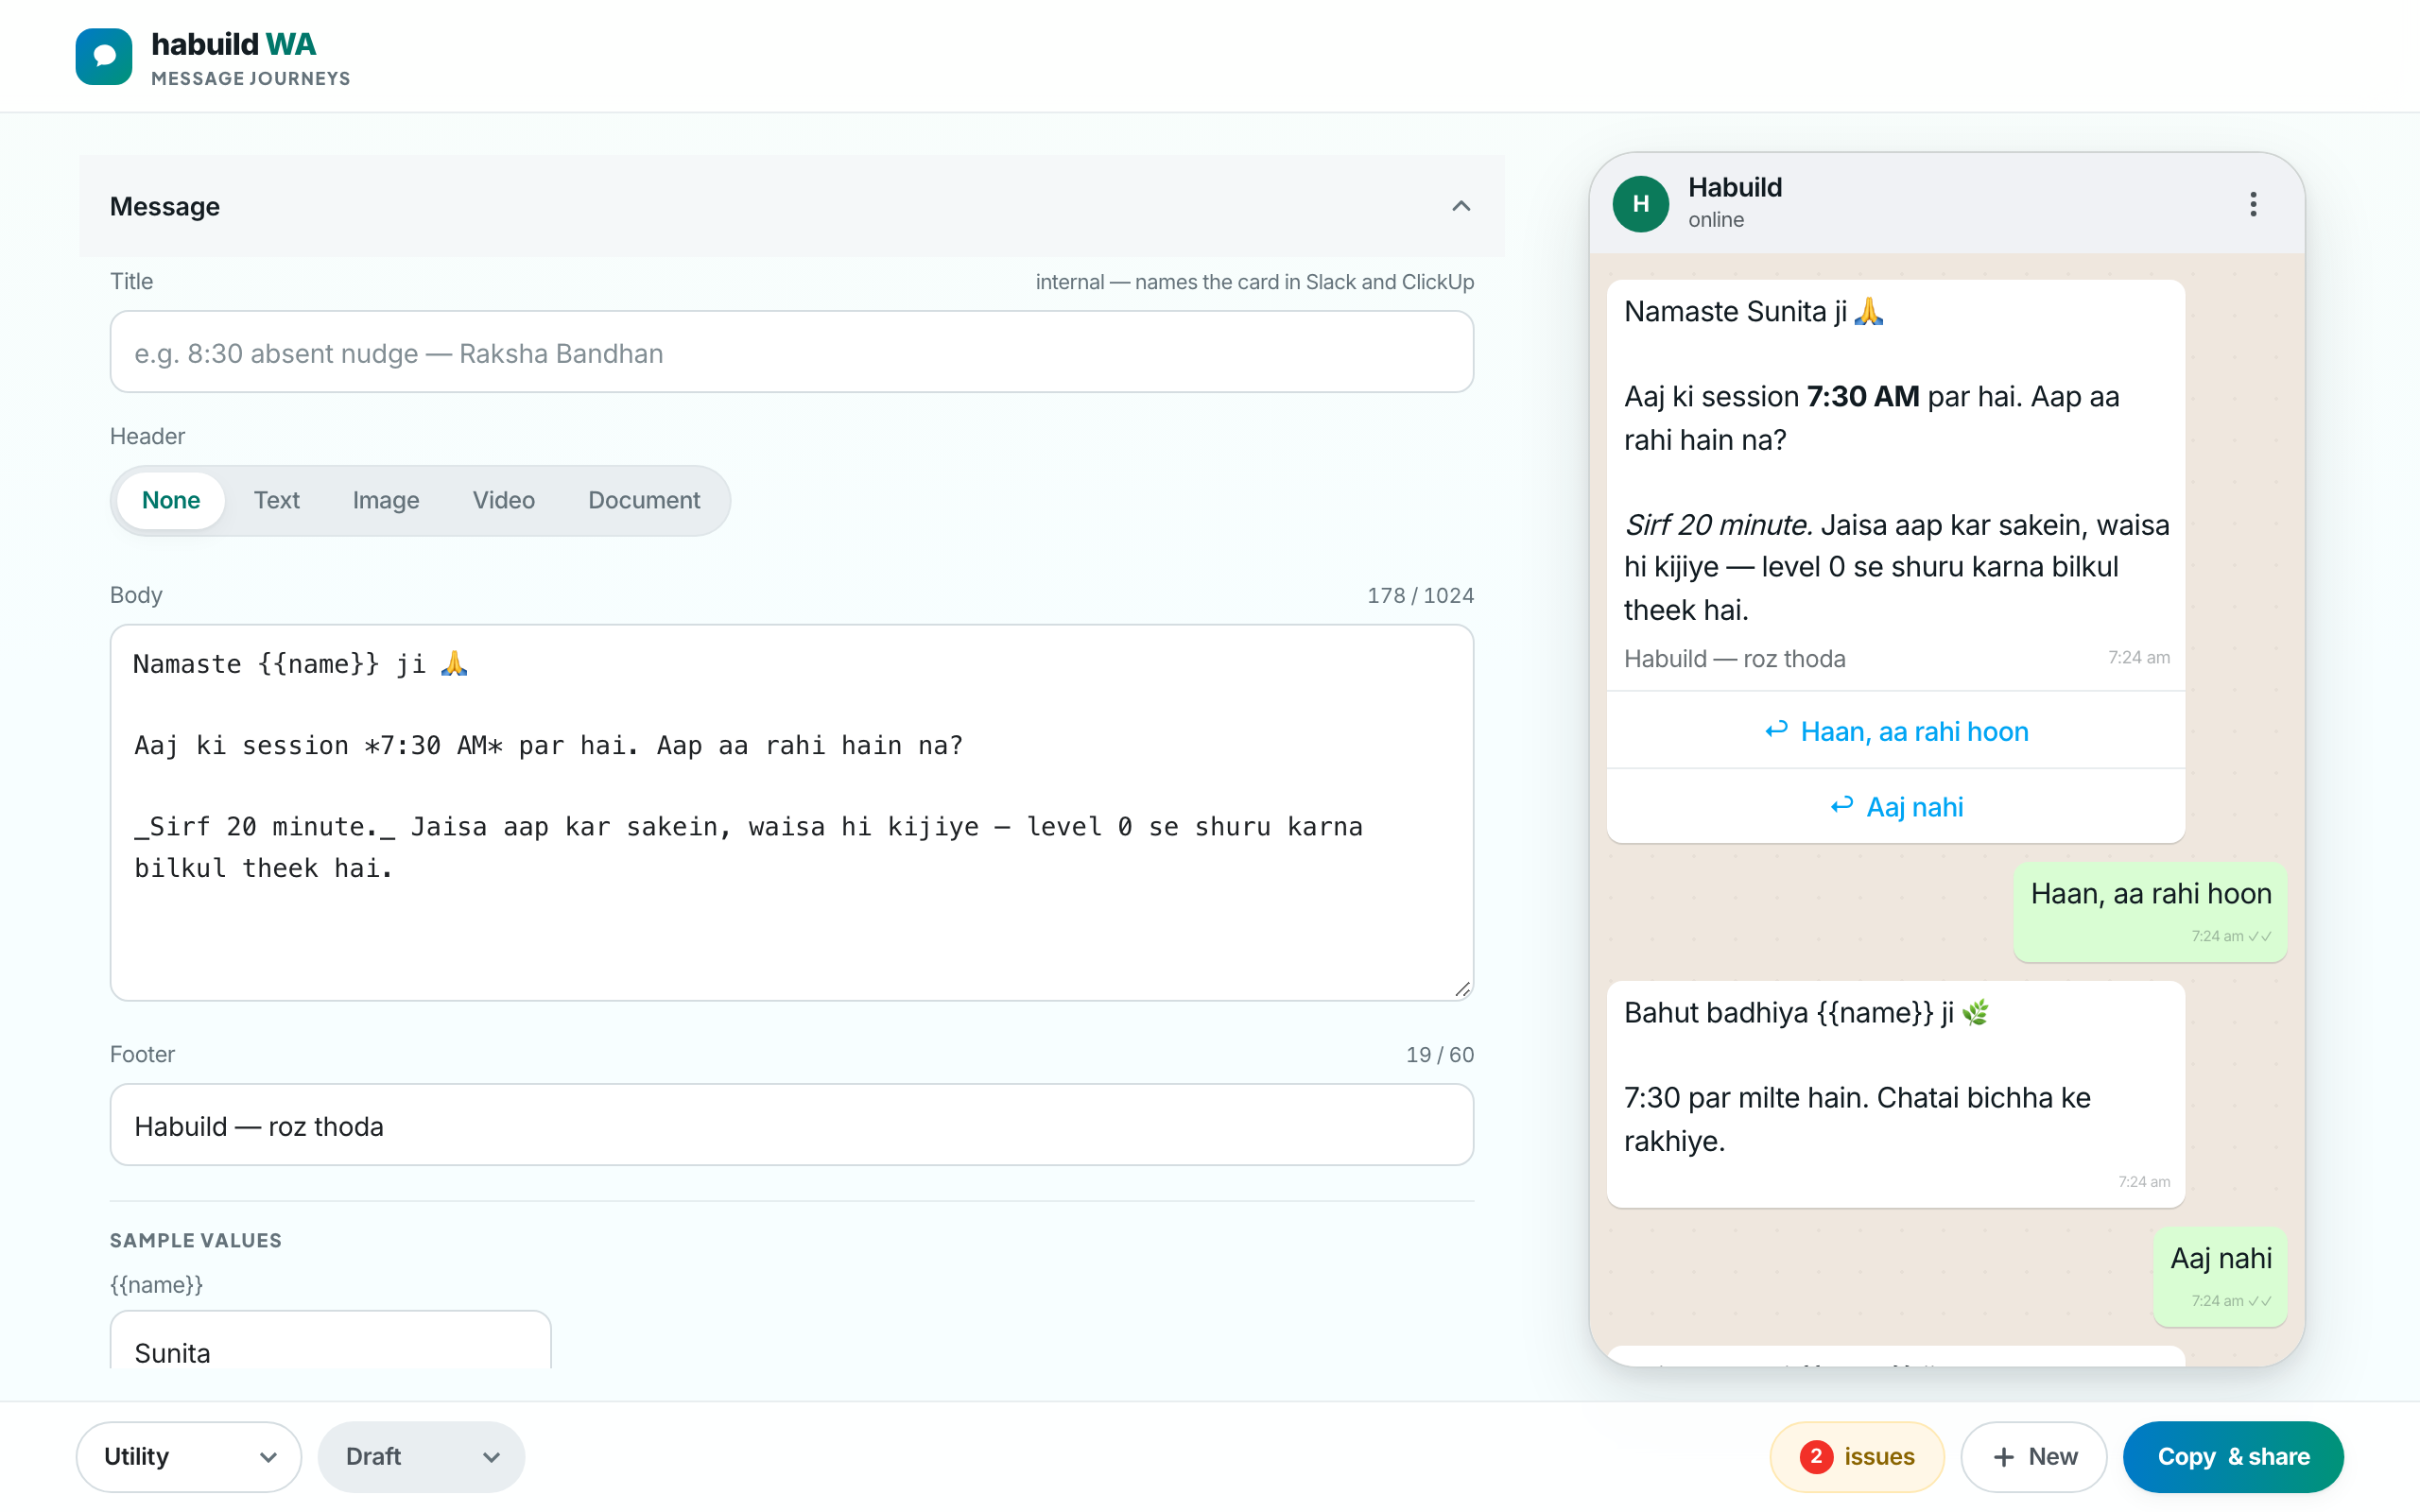 habuild WA
MESSAGE JOURNEYS
Message
Title
internal — names the card in Slack and ClickUp
e.g. 8:30 absent nudge — Raksha Bandhan
Header
None Text Image Video Document
Body
178 / 1024
Namaste {{name}} ji 🙏
Aaj ki session *7:30 AM* par hai. Aap aa rahi hain na?
_Sirf 20 minute._ Jaisa aap kar sakein, waisa hi kijiye — level 0 se shuru karna
bilkul theek hai.
Footer
19 / 60
Habuild — roz thoda
SAMPLE VALUES
{{name}}
Sunita
H
Habuild
online
Namaste Sunita ji 🙏
Aaj ki session 7:30 AM par hai. Aap aa
rahi hain na?
Sirf 20 minute. Jaisa aap kar sakein, waisa
hi kijiye — level 0 se shuru karna bilkul
theek hai.
Habuild — roz thoda
7:24 am
Haan, aa rahi hoon
Aaj nahi
Haan, aa rahi hoon
7:24 am
Bahut badhiya {{name}} ji 🌿
7:30 par milte hain. Chatai bichha ke
rakhiye.
7:24 am
Aaj nahi
7:24 am
Utility
Draft
2 issues
+ New
Copy & share